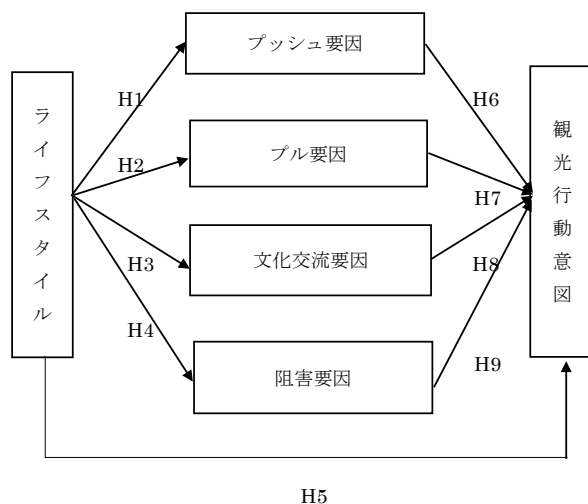 プッシュ要因
H1
H6
ライフスタイル
プル要因
H2
観光行動意図
H7
文化交流要因
H3
H8
H4
阻害要因
H9
H5